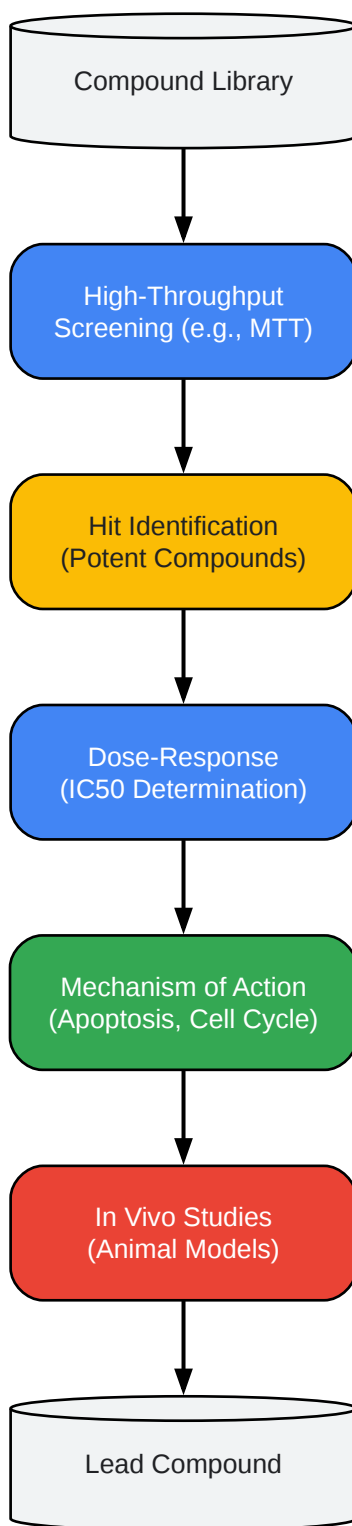 Compound Library
High-Throughput
Screening (e.g., MTT)
Hit Identification
(Potent Compounds)
Dose-Response
(IC50 Determination)
Mechanism of Action
(Apoptosis, Cell Cycle)
In Vivo Studies
(Animal Models)
Lead Compound